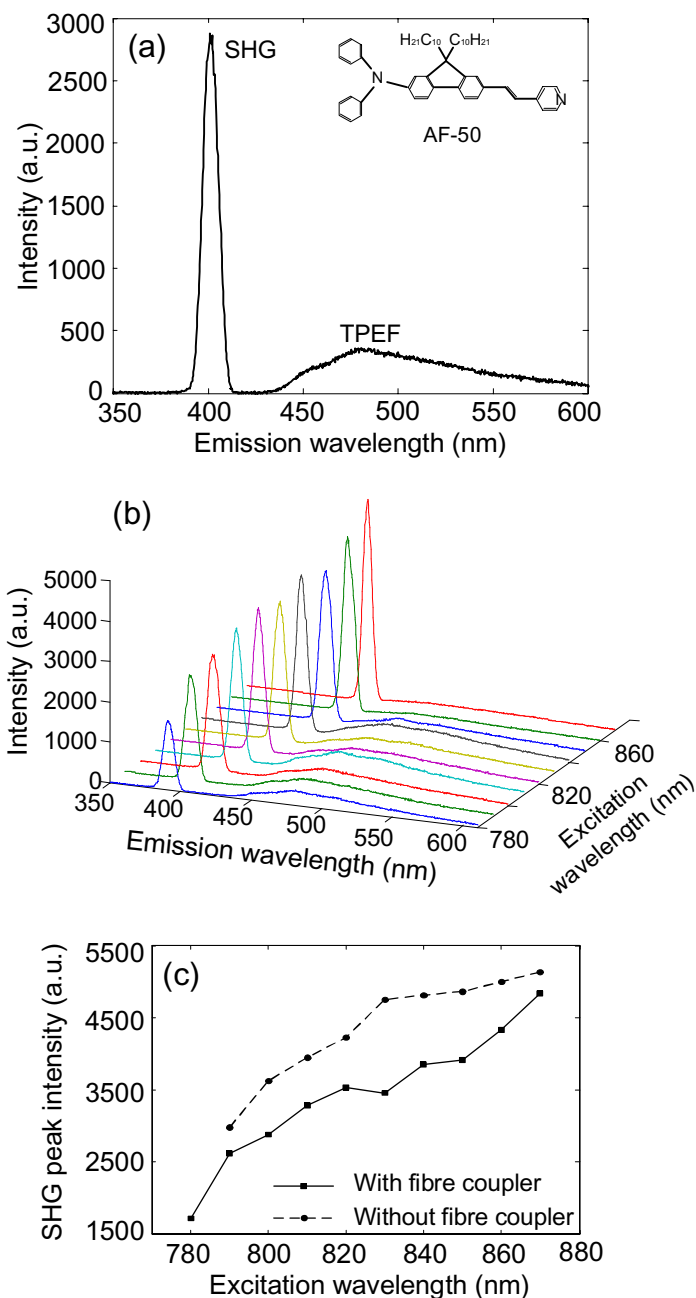 (a)
3000
2500
2000
1500
1000
500
0
Intensity (a.u.)
SHG
TPEF
H21C10 C10H21
N
N
AF-50
350 400 450 500 550 600
Emission wavelength (nm)
(b)
5000
4000
3000
2000
1000
0
Intensity (a.u.)
350 400 450 500 550 600
Emission wavelength (nm)
780 820 860
Excitation
wavelength (nm)
(c)
5500
4500
3500
2500
1500
SHG peak intensity (a.u.)
With fibre coupler
Without fibre coupler
780 800 820 840 860 880
Excitation wavelength (nm)